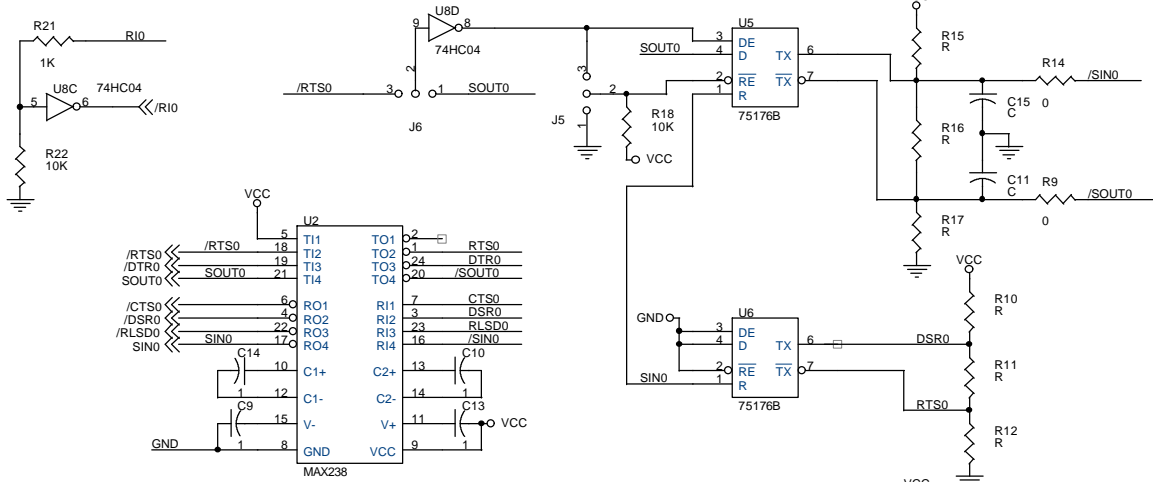 R21
1K
RI0
U8C
74HC04
5
6
/RI0
R22
10K
U8D
9
8
74HC04
2
/RTS0
3
1
SOUT0
J6
3
2
1
J5
R18
10K
VCC
U5
SOUT0
3
4
2
1
DE
D
RE
R
TX
TX
6
7
75176B
R15
R
R16
R
R17
R
C15
C
C11
C
R14
0
/SIN0
R9
0
/SOUT0
VCC
U2
5 TI1 TO1 2
/RTS0 /RTS0 18 TI2 TO2 1 RTS0
/DTR0 19 TI3 TO3 24 DTR0
SOUT0 SOUT0 21 TI4 TO4 20 /SOUT0
/CTS0 6 RO1 RI1 7 CTS0
/DSR0 4 RO2 RI2 3 DSR0
/RLSD0 22 RO3 RI3 23 RLSD0
SIN0 SIN0 17 RO4 RI4 16 /SIN0
C14 10 C1+ C2+ 13 C10
1 12 C1- C2- 14 1
C9 15 V- V+ 11 C13 VCC
GND 1 8 GND VCC 9 1
MAX238
GND
U6
3
4
2
1
DE
D
RE
R
TX
TX
6
7
SIN0
75176B
DSR0
RTS0
VCC
R10
R
R11
R
R12
R